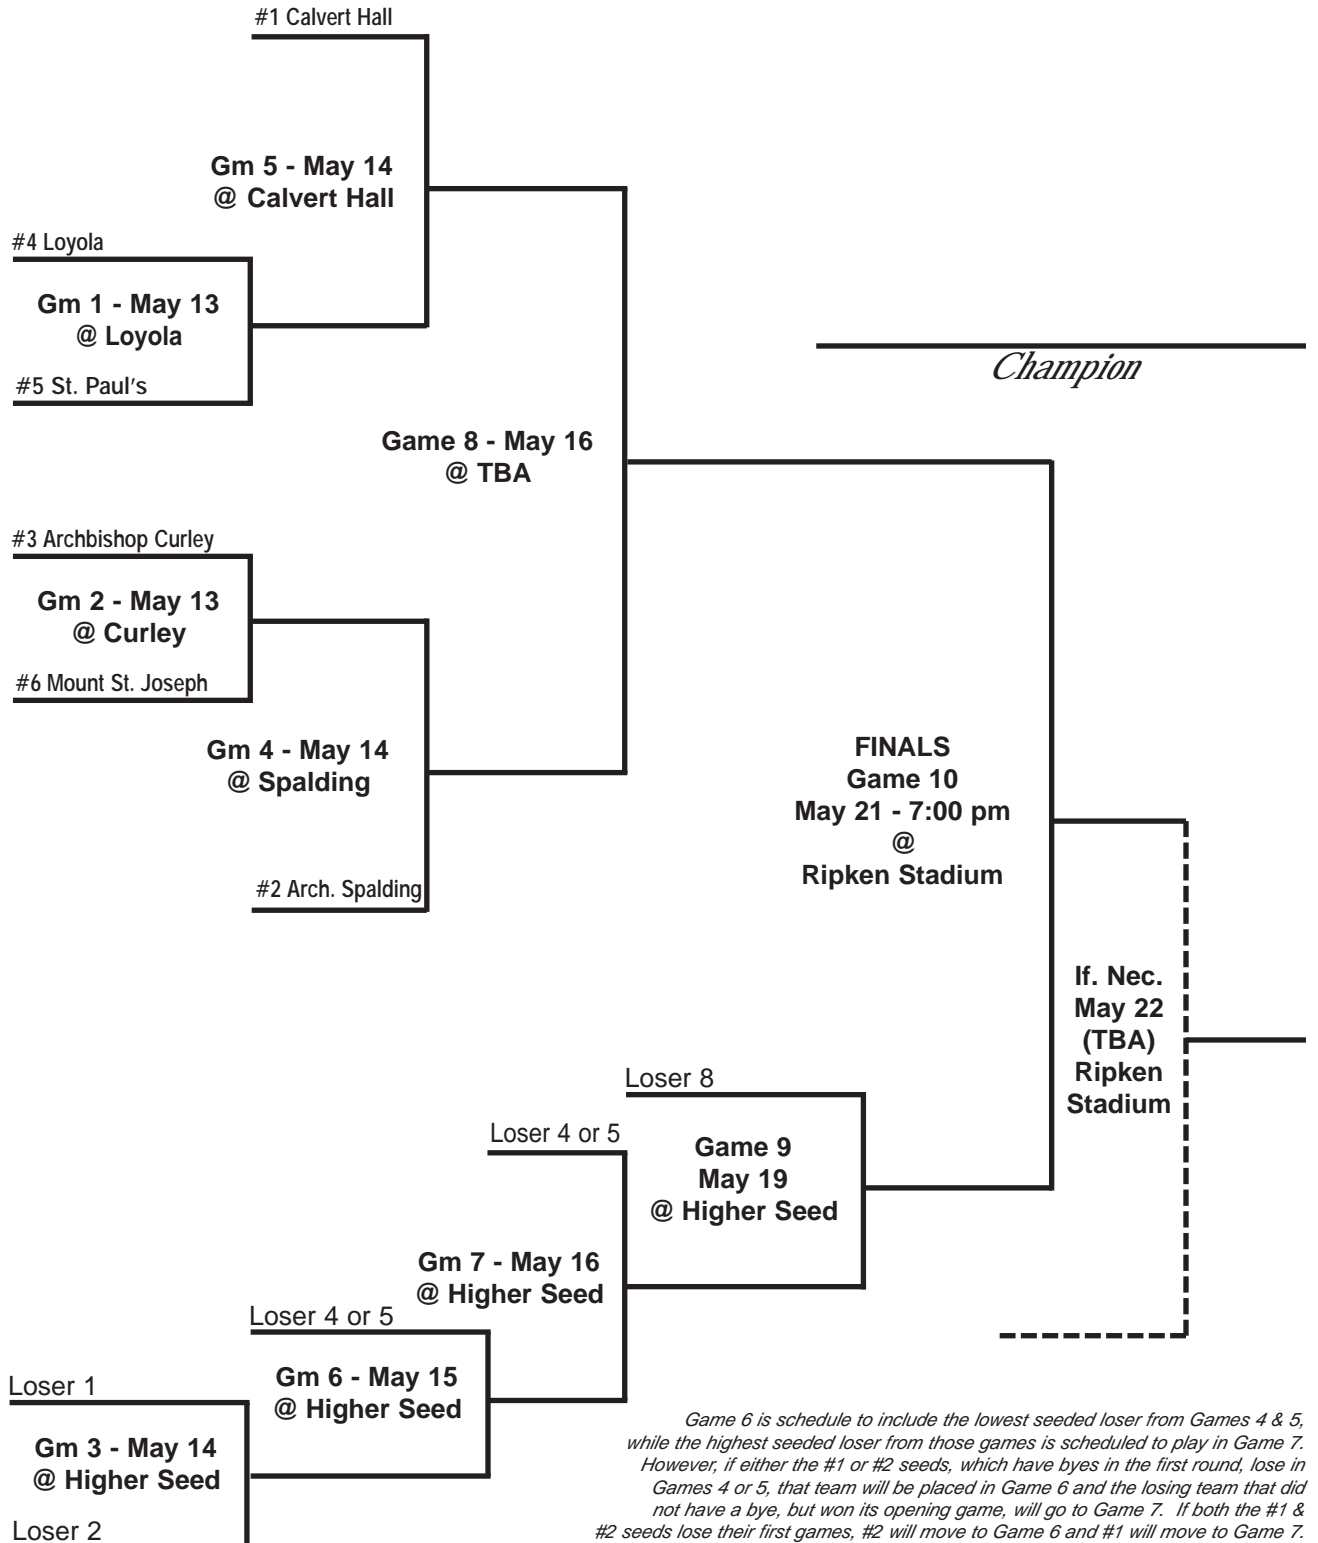 #1 Calvert Hall
Gm 5 - May 14
@ Calvert Hall
#4 Loyola
Gm 1 - May 13
@ Loyola
#5 St. Paul's
Champion
Game 8 - May 16
@ TBA
#3 Archbishop Curley
Gm 2 - May 13
@ Curley
#6 Mount St. Joseph
Gm 4 - May 14
@ Spalding
#2 Arch. Spalding
FINALS
Game 10
May 21 - 7:00 pm
@
Ripken Stadium
If. Nec.
May 22
(TBA)
Ripken
Stadium
Loser 8
Game 9
May 19
@ Higher Seed
Loser 4 or 5
Gm 7 - May 16
@ Higher Seed
Loser 4 or 5
Gm 6 - May 15
@ Higher Seed
Loser 1
Gm 3 - May 14
@ Higher Seed
Loser 2
Game 6 is schedule to include the lowest seeded loser from Games 4 & 5,
while the highest seeded loser from those games is scheduled to play in Game 7.
However, if either the #1 or #2 seeds, which have byes in the first round, lose in
Games 4 or 5, that team will be placed in Game 6 and the losing team that did
not have a bye, but won its opening game, will go to Game 7. If both the #1 &
#2 seeds lose their first games, #2 will move to Game 6 and #1 will move to Game 7.